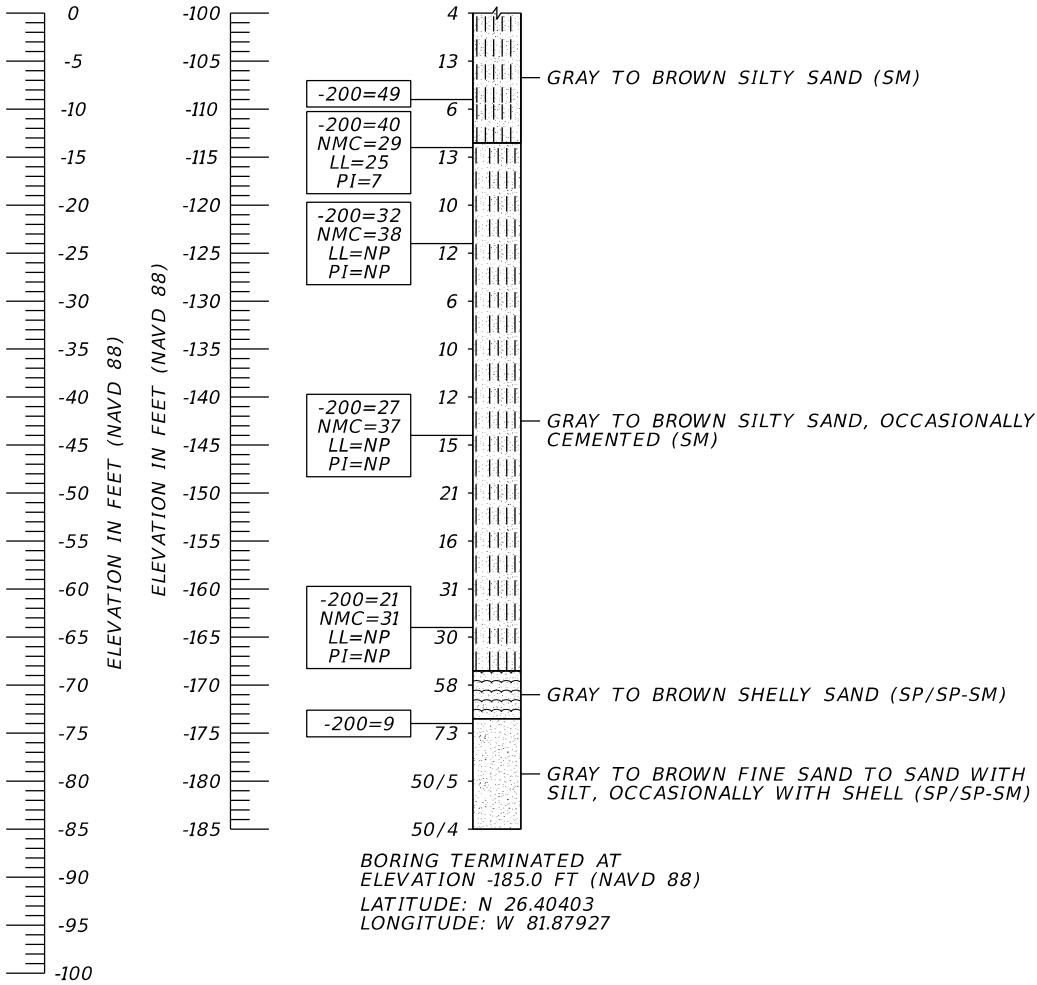 0
-5
-10
-15
-20
-25
-30
-35
-40
-45
-50
-55
-60
-65
-70
-75
-80
-85
-90
-95
-100
ELEVATION IN FEET (NAVD 88)
ELEVATION IN FEET (NAVD 88)
-100
-105
-110
-115
-120
-125
-130
-135
-140
-145
-150
-155
-160
-165
-170
-175
-180
-185
-200=49
-200=40
NMC=29
LL=25
PI=7
-200=32
NMC=38
LL=NP
PI=NP
-200=27
NMC=37
LL=NP
PI=NP
-200=21
NMC=31
LL=NP
PI=NP
-200=9
4
13
6
13
10
12
6
10
12
15
21
16
31
30
58
73
50/5
50/4
GRAY TO BROWN SILTY SAND (SM)
GRAY TO BROWN SILTY SAND, OCCASIONALLY
CEMENTED (SM)
GRAY TO BROWN SHELLY SAND (SP/SP-SM)
GRAY TO BROWN FINE SAND TO SAND WITH
SILT, OCCASIONALLY WITH SHELL (SP/SP-SM)
BORING TERMINATED AT
ELEVATION -185.0 FT (NAVD 88)
LATITUDE: N 26.40403
LONGITUDE: W 81.87927